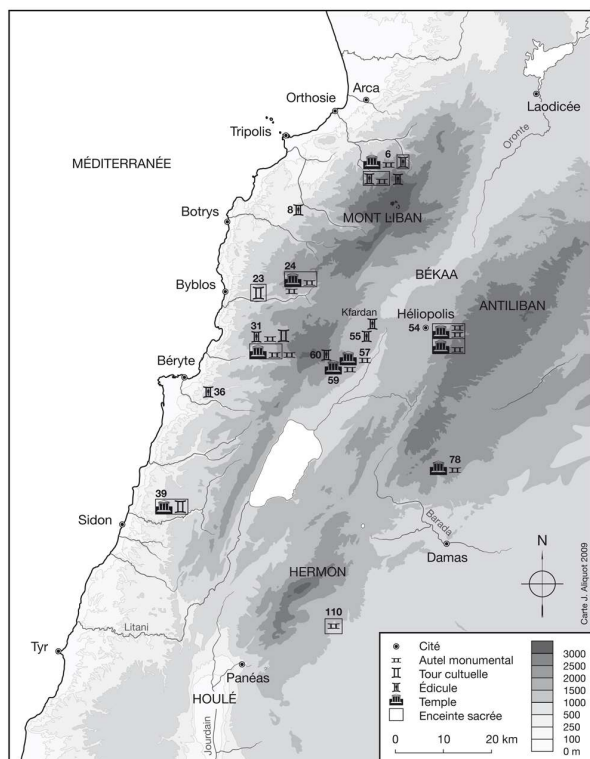 Arca
Orthosie
Laodicée
Tripolis
Oronte
MÉDITERRANÉE
6
8
MONT LIBAN
Botrys
BÉKAA
24
23
Byblos
ANTILIBAN
Kfardan
Héliopolis
31
54
55
57
60
59
Béryte
36
78
39
Sidon
Barada
Damas
N
HERMON
110
Litani
Tyr
Panéas
HOULÉ
Jourdain
Carte J. Aliquot 2009
Cité
Autel monumental
Tour cultuelle
Édicule
Temple
Enceinte sacrée
0 20 km
3000
2500
2000
1500
1000
500
100
0 m